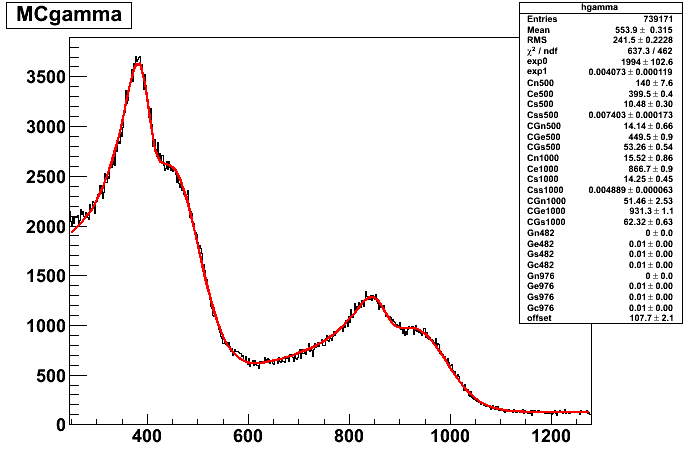 MCgamma
hgamma
Entries 739171
Mean 553.9 ± 0.315
RMS 241.5 ± 0.2228
χ² / ndf 637.3 / 462
exp0 1994 ± 102.6
exp1 0.004073 ± 0.000119
Cn500 140 ± 7.6
Ce500 399.5 ± 0.4
Cs500 10.48 ± 0.30
Css500 0.007403 ± 0.000173
CGn500 14.14 ± 0.66
CGe500 449.5 ± 0.9
CGs500 53.26 ± 0.54
Cn1000 15.52 ± 0.86
Ce1000 866.7 ± 0.9
Cs1000 14.25 ± 0.45
Css1000 0.004889 ± 0.000063
CGn1000 51.46 ± 2.53
CGe1000 931.3 ± 1.1
CGs1000 62.32 ± 0.63
Gn482 0 ± 0.0
Ge482 0.01 ± 0.00
Gs482 0.01 ± 0.00
Gc482 0.01 ± 0.00
Gn976 0 ± 0.0
Ge976 0.01 ± 0.00
Gs976 0.01 ± 0.00
Gc976 0.01 ± 0.00
offset 107.7 ± 2.1
3500
3000
2500
2000
1500
1000
500
0
400 600 800 1000 1200